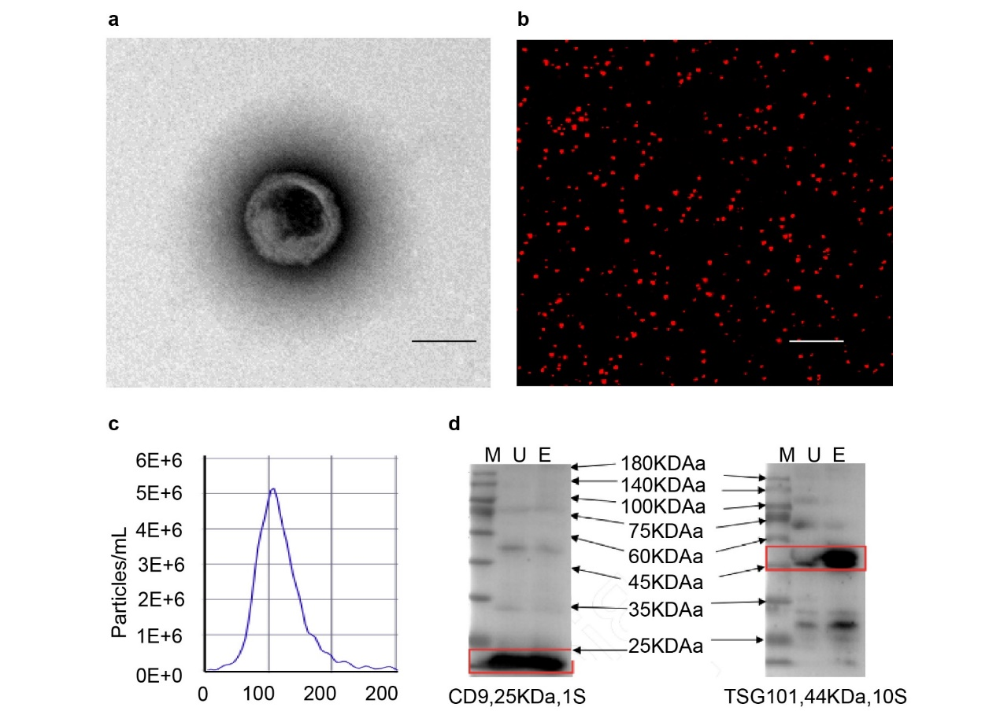 a
b
c
d
6E+6
5E+6
4E+6
3E+6
2E+6
1E+6
0E+0
Particles/mL
0 100 200 200
M U E
M U E
180KDAa
140KDAa
100KDAa
75KDAa
60KDAa
45KDAa
35KDAa
25KDAa
CD9,25KDa,1S
TSG101,44KDa,10S